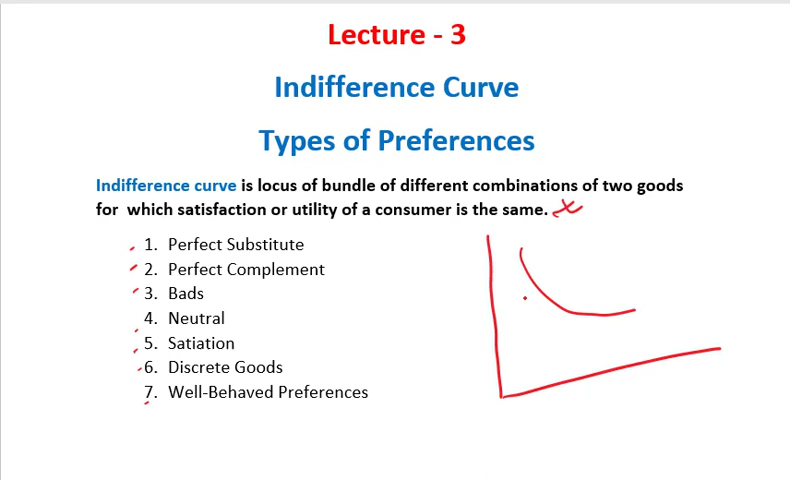 Lecture - 3
Indifference Curve
Types of Preferences
Indifference curve is locus of bundle of different combinations of two goods
for which satisfaction or utility of a consumer is the same.
1. Perfect Substitute
2. Perfect Complement
3. Bads
4. Neutral
5. Satiation
6. Discrete Goods
7. Well-Behaved Preferences